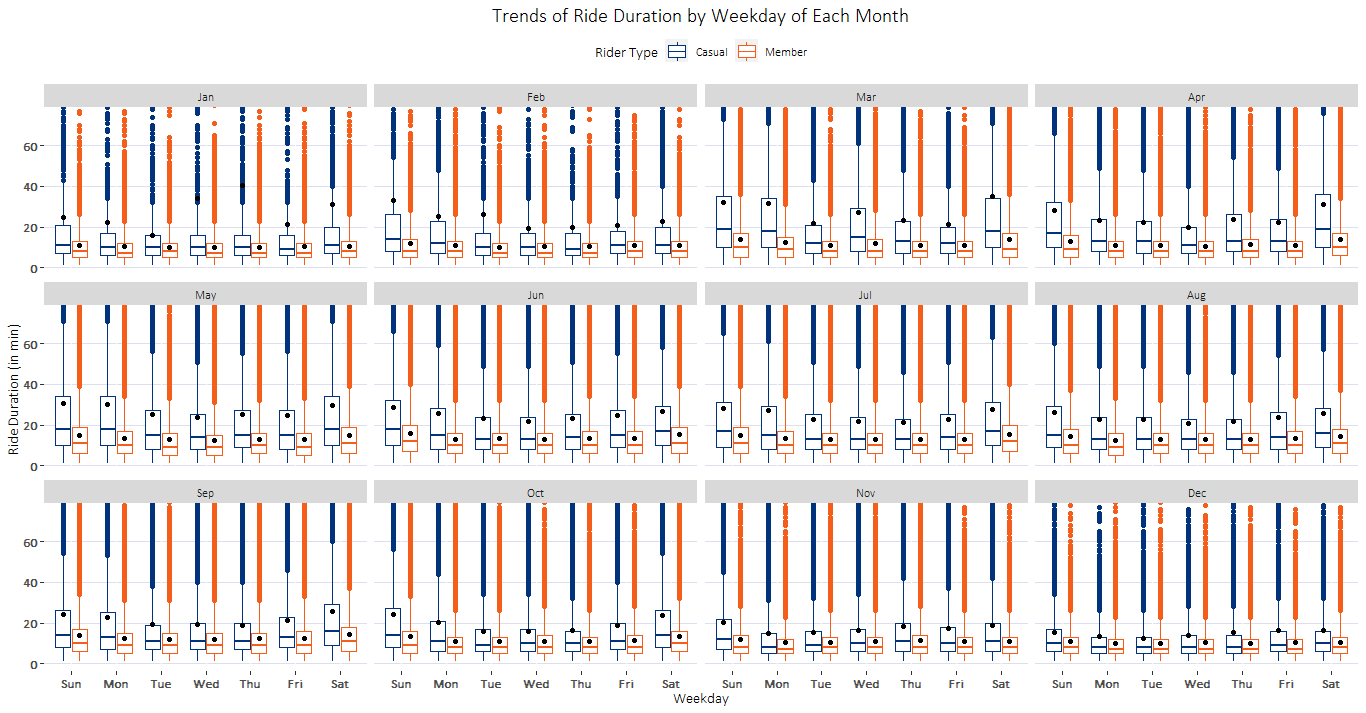 Trends of Ride Duration by Weekday of Each Month
Rider Type Casual Member
Jan Feb Mar Apr
60
40
20
0
May Jun Jul Aug
60
40
20
0
Ride Duration (in min)
Sep Oct Nov Dec
60
40
20
0
Sun Mon Tue Wed Thu Fri Sat Sun Mon Tue Wed Thu Fri Sat Sun Mon Tue Wed Thu Fri Sat Sun Mon Tue Wed Thu Fri Sat
Weekday